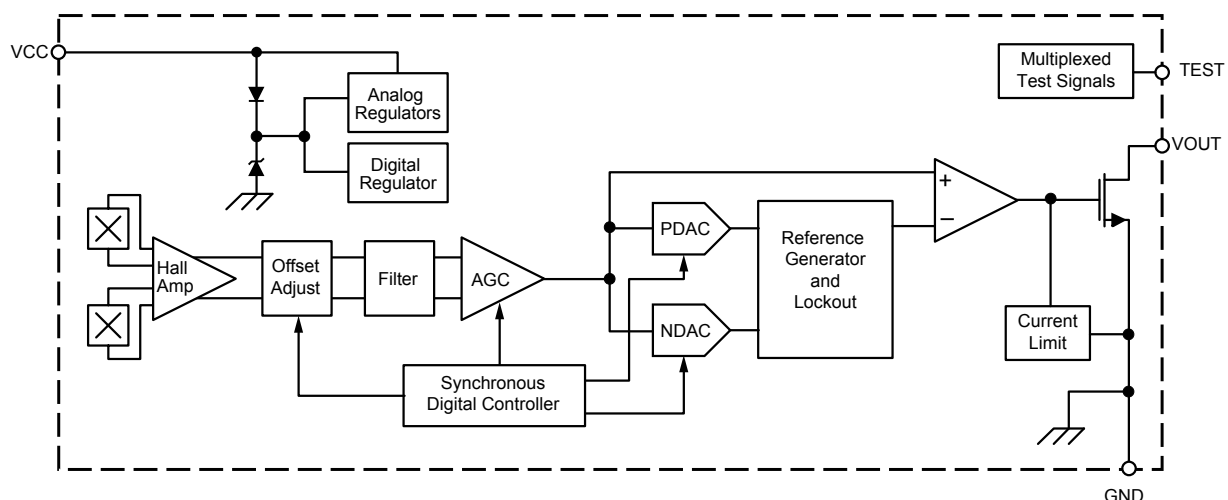 VCC
Multiplexed
Test Signals
TEST
Analog
Regulators
VOUT
Digital
Regulator
+
−
PDAC
Reference
Generator
and
Lockout
Hall
Amp
Offset
Adjust
Filter
AGC
NDAC
Current
Limit
Synchronous
Digital Controller
GND